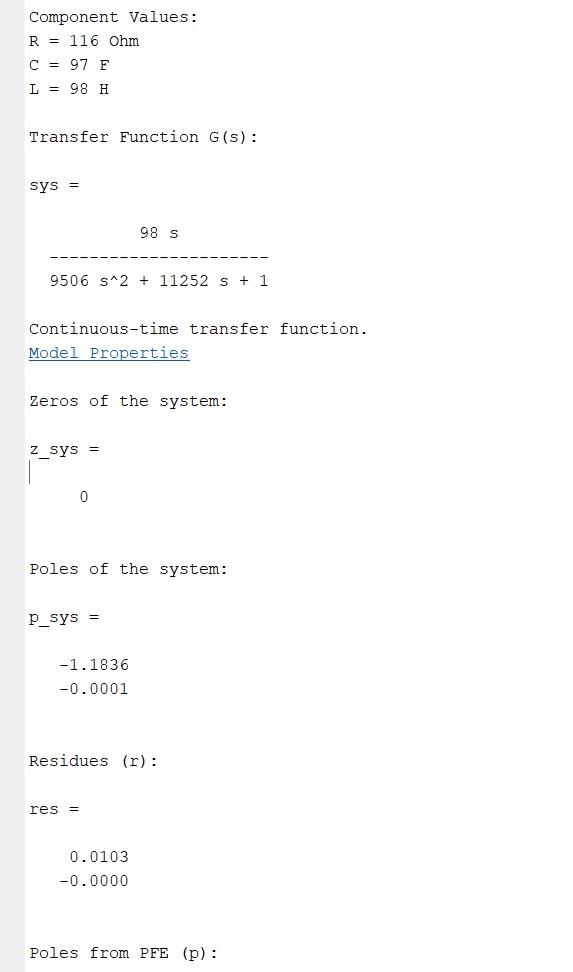 Component Values:
R = 116 Ohm
C = 97 F
L = 98 H
Transfer Function G(s):
sys =
98 s
----------------------
9506 s^2 + 11252 s + 1
Continuous-time transfer function.
Model Properties
Zeros of the system:
z_sys =
0
Poles of the system:
p_sys =
-1.1836
-0.0001
Residues (r):
res =
0.0103
-0.0000
Poles from PFE (p):